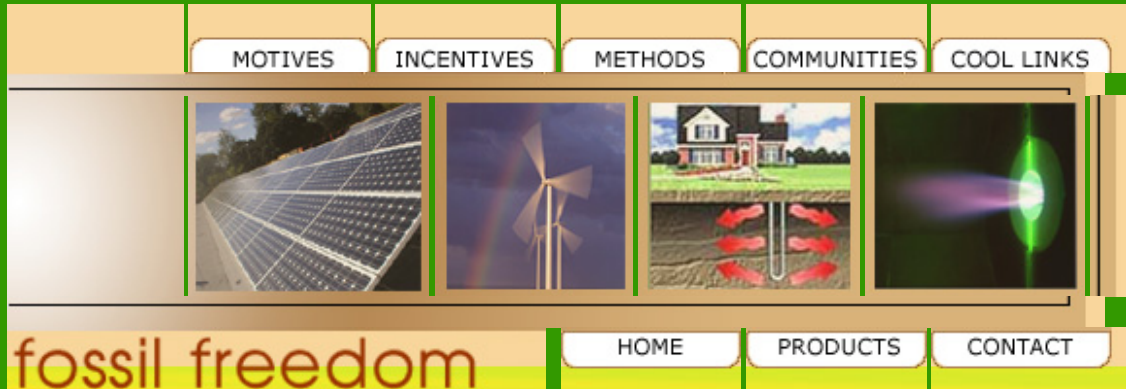 MOTIVES
INCENTIVES
METHODS
COMMUNITIES
COOL LINKS
fossil freedom
HOME
PRODUCTS
CONTACT